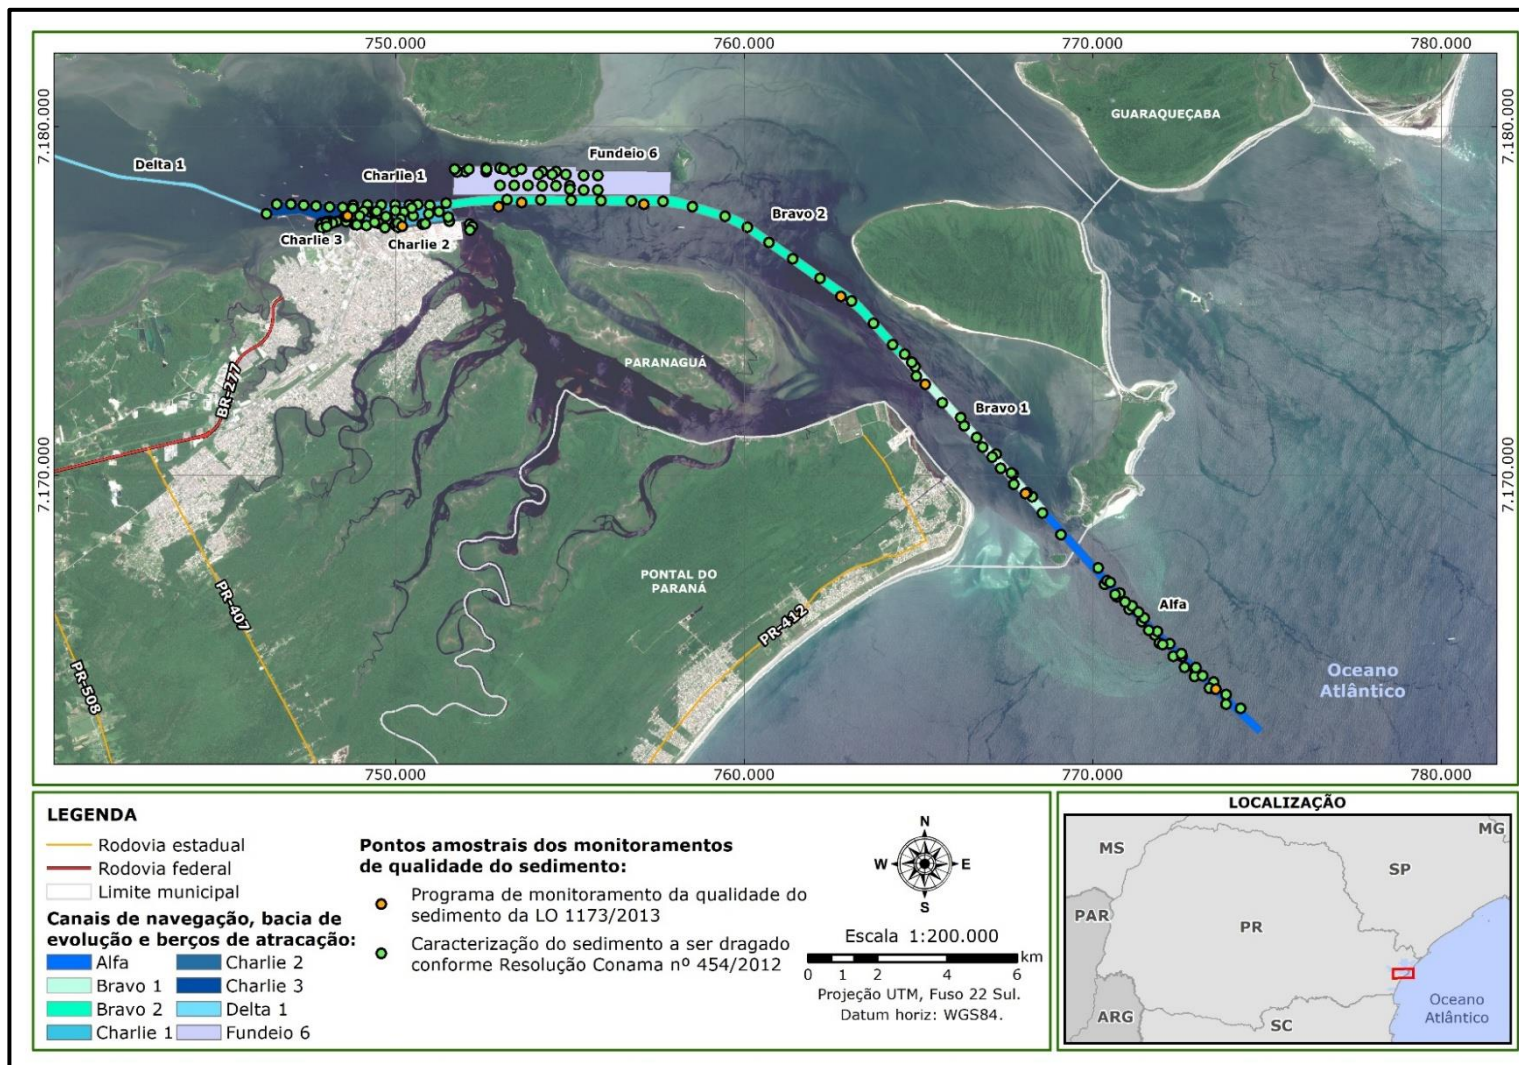 750.000
760.000
770.000
780.000
7.180.000
7.180.000
GUARAQUEÇABA
Delta 1
Charlie 1
Fundeio 6
Bravo 2
Charlie 3
Charlie 2
PARANAGUÁ
BR-277
Bravo 1
7.170.000
7.170.000
PONTAL DO
PARANÁ
Alfa
PR-407
PR-412
PR-508
Oceano
Atlântico
750.000
760.000
770.000
780.000
LEGENDA
Rodovia estadual
Rodovia federal
Limite municipal
Canais de navegação, bacia de
evolução e berços de atracação:
Alfa
Charlie 2
Bravo 1
Charlie 3
Bravo 2
Delta 1
Charlie 1
Fundeio 6
Pontos amostrais dos monitoramentos
de qualidade do sedimento:
Programa de monitoramento da qualidade do
sedimento da LO 1173/2013
Caracterização do sedimento a ser dragado
conforme Resolução Conama nº 454/2012
N
W E
S
Escala 1:200.000
km
0 1 2 4 6
Projeção UTM, Fuso 22 Sul.
Datum horiz: WGS84.
LOCALIZAÇÃO
MG
MS
SP
PAR
PR
ARG
SC
Oceano
Atlântico